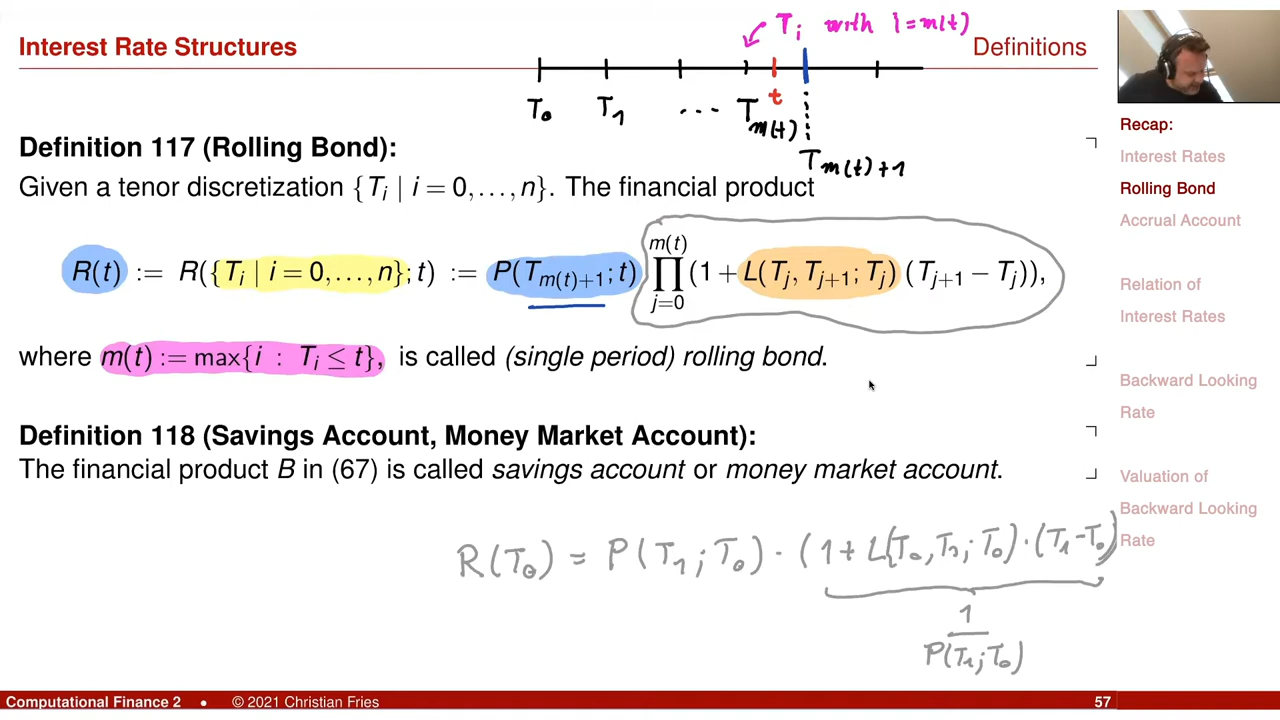 T_i with i=m(t)
Interest Rate Structures
Definitions
T_0 T_1 ... T_m(t) t
T_m(t)+1
Definition 117 (Rolling Bond):
Given a tenor discretization {T_i | i = 0,…,n}. The financial product
R(t) := R({T_i | i = 0,…,n}; t) := P(T_{m(t)+1}; t) ∏_{j=0}^{m(t)} (1 + L(T_j, T_{j+1}; T_j) (T_{j+1} − T_j)),
where m(t) := max{i : T_i ≤ t}, is called (single period) rolling bond.
Definition 118 (Savings Account, Money Market Account):
The financial product B in (67) is called savings account or money market account.
R(T_0) = P(T_1; T_0) · (1 + L(T_0, T_1; T_0) · (T_1 − T_0))
1
P(T_1; T_0)
Recap:
Interest Rates
Rolling Bond
Accrual Account
Relation of
Interest Rates
Backward Looking
Rate
Valuation of
Backward Looking
Rate
Computational Finance 2 • © 2021 Christian Fries 57